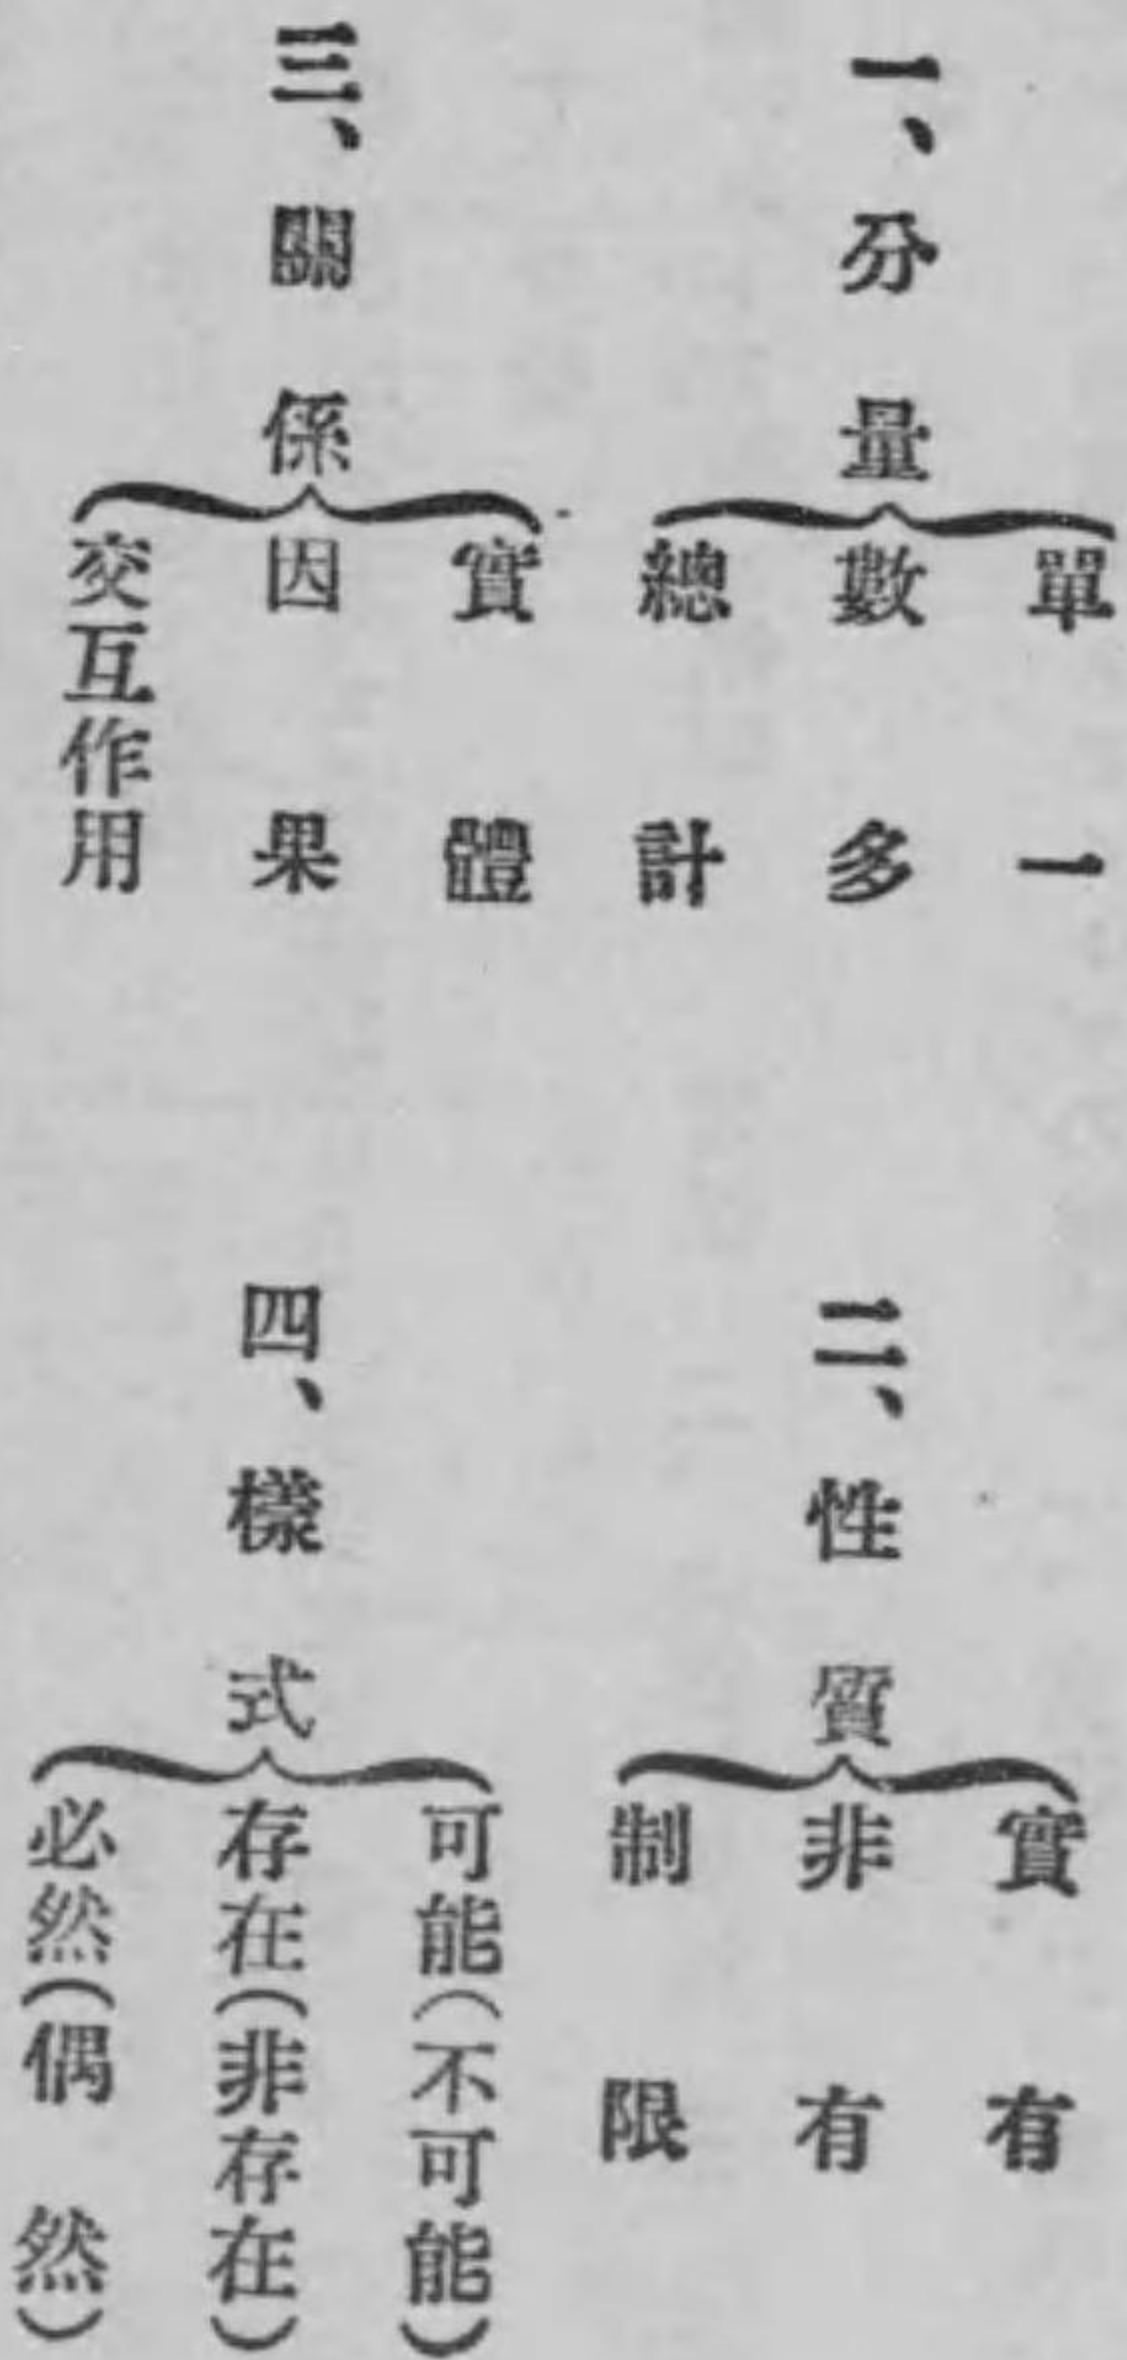 一、分量
單一
數多
總計
二、性質
實有
非有
制限
三、關係
實體
因果
交互作用
四、樣式
可能(不可能)
存在(非存在)
必然(偶然)